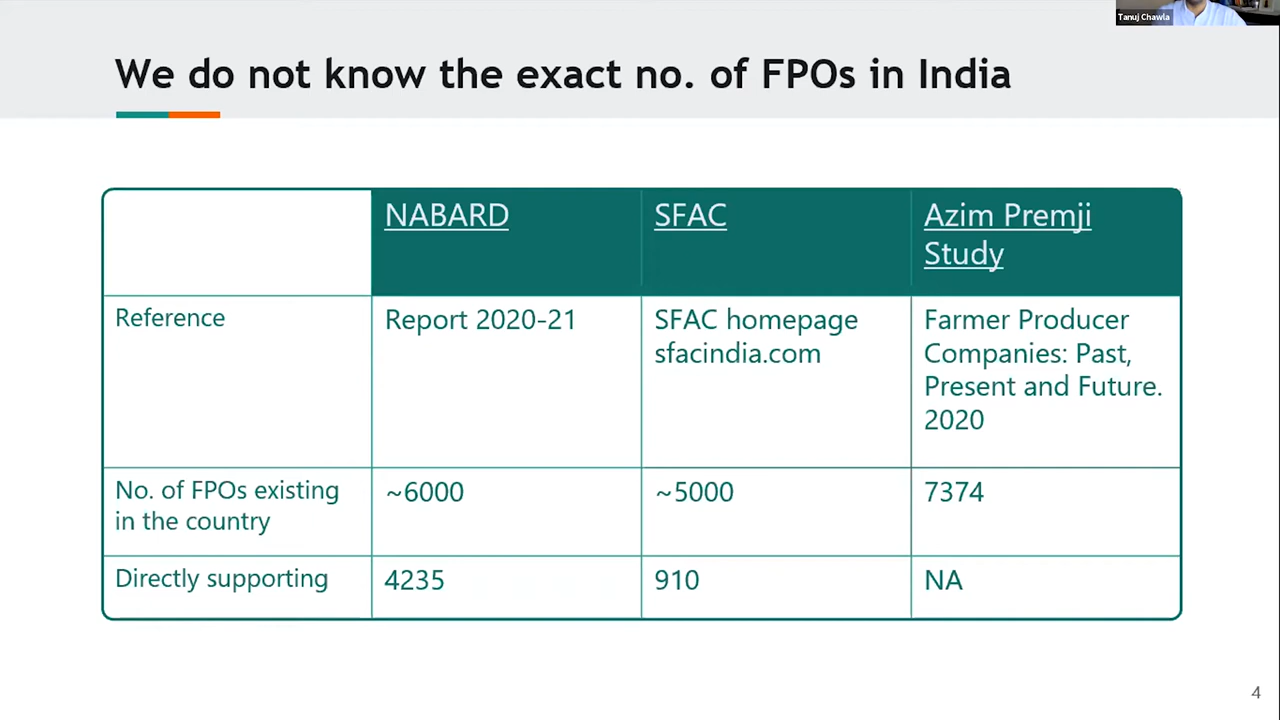 Tanuj Chawla
We do not know the exact no. of FPOs in India
NABARD
SFAC
Azim Premji
Study
Reference
Report 2020-21
SFAC homepage
sfacindia.com
Farmer Producer
Companies: Past,
Present and Future.
2020
No. of FPOs existing
in the country
~6000
~5000
7374
Directly supporting
4235
910
NA
4